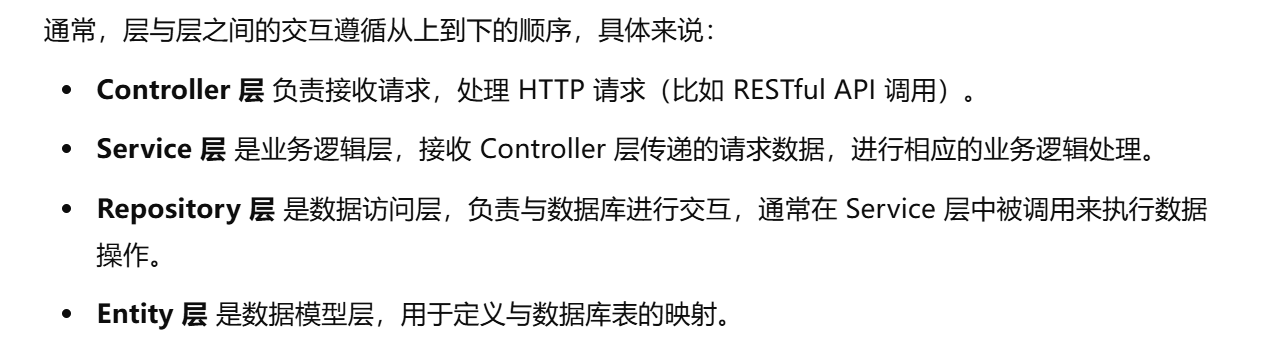 通常，层与层之间的交互遵循从上到下的顺序，具体来说：
• Controller 层 负责接收请求，处理 HTTP 请求（比如 RESTful API 调用）。
• Service 层 是业务逻辑层，接收 Controller 层传递的请求数据，进行相应的业务逻辑处理。
• Repository 层 是数据访问层，负责与数据库进行交互，通常在 Service 层中被调用来执行数据
操作。
• Entity 层 是数据模型层，用于定义与数据库表的映射。